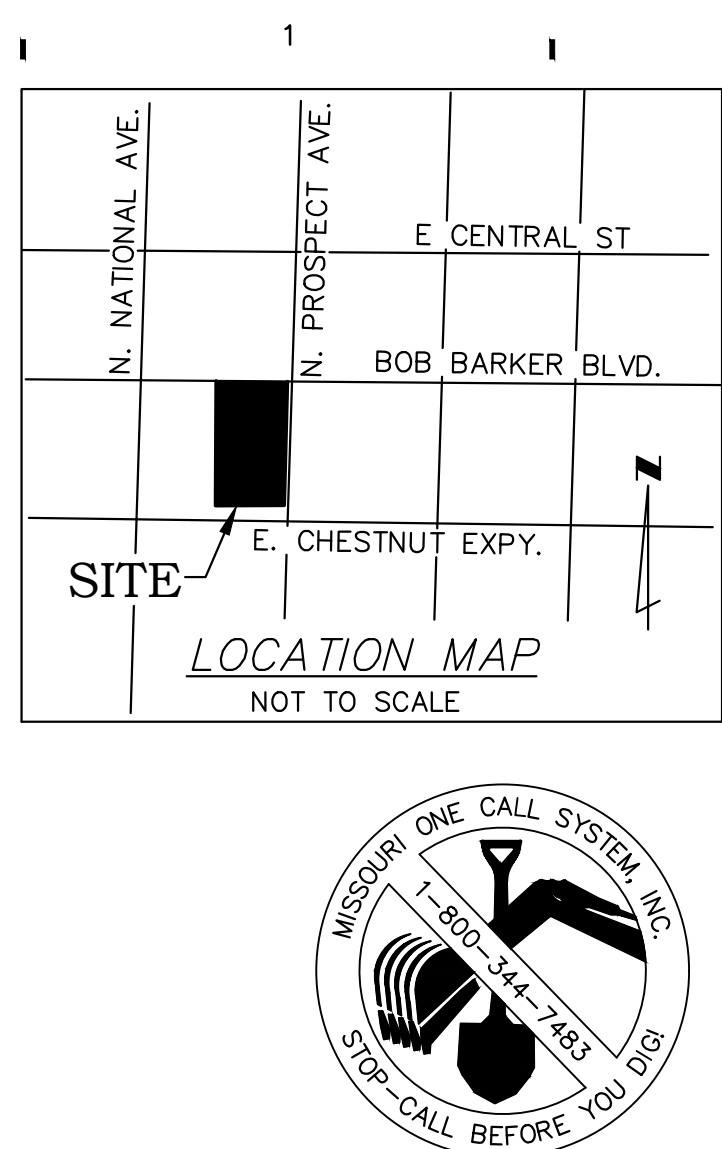 1
N. NATIONAL AVE.
N. PROSPECT AVE.
E CENTRAL ST
BOB BARKER BLVD.
N
E. CHESTNUT EXPY.
SITE
LOCATION MAP
NOT TO SCALE
MISSOURI ONE CALL SYSTEM, INC.
1-800-344-7483
STOP-CALL BEFORE YOU DIG!